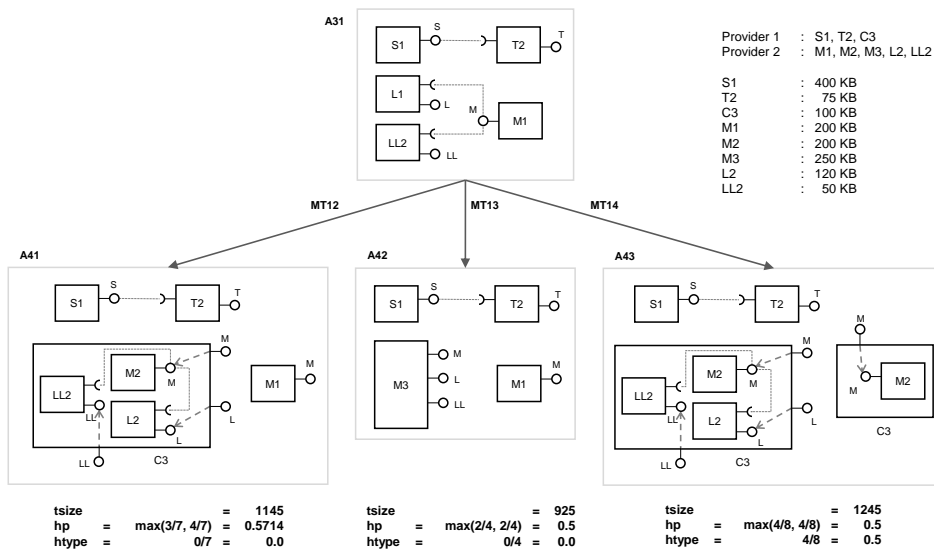 A31
S
T
S1
T2
L1
L
M
M1
LL2
LL
Provider 1 : S1, T2, C3
Provider 2 : M1, M2, M3, L2, LL2
S1 : 400 KB
T2 : 75 KB
C3 : 100 KB
M1 : 200 KB
M2 : 200 KB
M3 : 250 KB
L2 : 120 KB
LL2 : 50 KB
MT12
MT13
MT14
A41
S
T
S1
T2
M
M2
M
M
LL2
M1
LL
L2
L
L
LL
C3
A42
S
T
S1
T2
M
M
M3
L
M1
LL
A43
S
T
S1
T2
M
M
M2
M
M
M2
LL2
LL
L2
L
L
C3
LL
C3
tsize = 1145
hp = max(3/7, 4/7) = 0.5714
htype = 0/7 = 0.0
tsize = 925
hp = max(2/4, 2/4) = 0.5
htype = 0/4 = 0.0
tsize = 1245
hp = max(4/8, 4/8) = 0.5
htype = 4/8 = 0.5